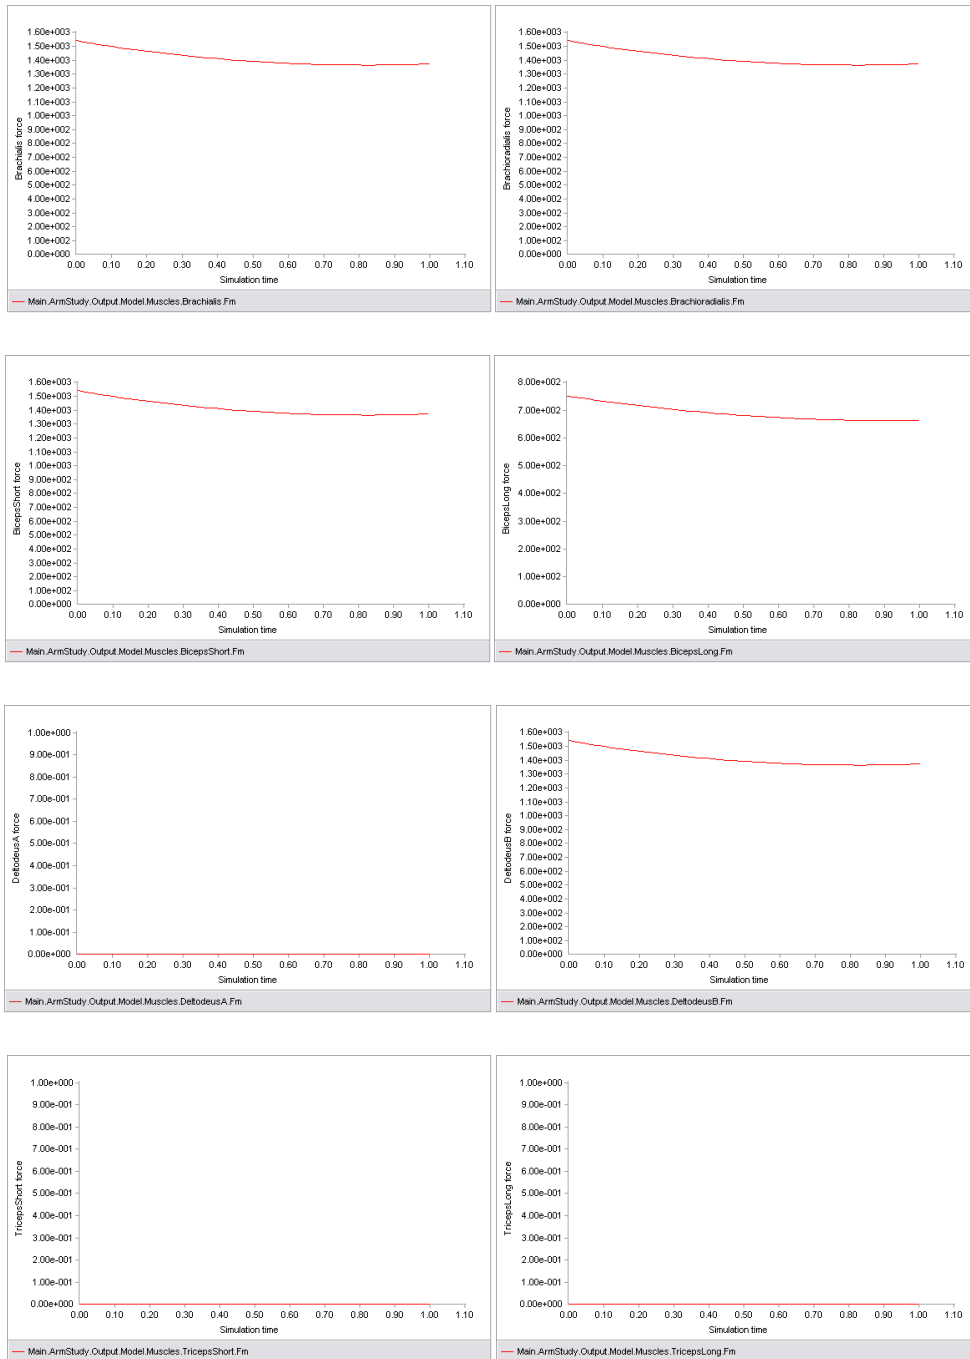 1.60e+003
1.50e+003
1.40e+003
1.30e+003
1.20e+003
1.10e+003
1.00e+003
9.00e+002
8.00e+002
7.00e+002
6.00e+002
5.00e+002
4.00e+002
3.00e+002
2.00e+002
1.00e+002
0.00e+000
Brachialis force
0.00 0.10 0.20 0.30 0.40 0.50 0.60 0.70 0.80 0.90 1.00 1.10
Simulation time
Main.ArmStudy.Output.Model.Muscles.Brachialis.Fm
1.60e+003
1.50e+003
1.40e+003
1.30e+003
1.20e+003
1.10e+003
1.00e+003
9.00e+002
8.00e+002
7.00e+002
6.00e+002
5.00e+002
4.00e+002
3.00e+002
2.00e+002
1.00e+002
0.00e+000
Brachioradialis force
0.00 0.10 0.20 0.30 0.40 0.50 0.60 0.70 0.80 0.90 1.00 1.10
Simulation time
Main.ArmStudy.Output.Model.Muscles.Brachioradialis.Fm
1.60e+003
1.50e+003
1.40e+003
1.30e+003
1.20e+003
1.10e+003
1.00e+003
9.00e+002
8.00e+002
7.00e+002
6.00e+002
5.00e+002
4.00e+002
3.00e+002
2.00e+002
1.00e+002
0.00e+000
BicepsShort force
0.00 0.10 0.20 0.30 0.40 0.50 0.60 0.70 0.80 0.90 1.00 1.10
Simulation time
Main.ArmStudy.Output.Model.Muscles.BicepsShort.Fm
8.00e+002
7.00e+002
6.00e+002
5.00e+002
4.00e+002
3.00e+002
2.00e+002
1.00e+002
0.00e+000
BicepsLong force
0.00 0.10 0.20 0.30 0.40 0.50 0.60 0.70 0.80 0.90 1.00 1.10
Simulation time
Main.ArmStudy.Output.Model.Muscles.BicepsLong.Fm
1.00e+000
9.00e-001
8.00e-001
7.00e-001
6.00e-001
5.00e-001
4.00e-001
3.00e-001
2.00e-001
1.00e-001
0.00e+000
DeltodeusA force
0.00 0.10 0.20 0.30 0.40 0.50 0.60 0.70 0.80 0.90 1.00 1.10
Simulation time
Main.ArmStudy.Output.Model.Muscles.DeltodeusA.Fm
1.60e+003
1.50e+003
1.40e+003
1.30e+003
1.20e+003
1.10e+003
1.00e+003
9.00e+002
8.00e+002
7.00e+002
6.00e+002
5.00e+002
4.00e+002
3.00e+002
2.00e+002
1.00e+002
0.00e+000
DeltodeusB force
0.00 0.10 0.20 0.30 0.40 0.50 0.60 0.70 0.80 0.90 1.00 1.10
Simulation time
Main.ArmStudy.Output.Model.Muscles.DeltodeusB.Fm
1.00e+000
9.00e-001
8.00e-001
7.00e-001
6.00e-001
5.00e-001
4.00e-001
3.00e-001
2.00e-001
1.00e-001
0.00e+000
TricepsShort force
0.00 0.10 0.20 0.30 0.40 0.50 0.60 0.70 0.80 0.90 1.00 1.10
Simulation time
Main.ArmStudy.Output.Model.Muscles.TricepsShort.Fm
1.00e+000
9.00e-001
8.00e-001
7.00e-001
6.00e-001
5.00e-001
4.00e-001
3.00e-001
2.00e-001
1.00e-001
0.00e+000
TricepsLong force
0.00 0.10 0.20 0.30 0.40 0.50 0.60 0.70 0.80 0.90 1.00 1.10
Simulation time
Main.ArmStudy.Output.Model.Muscles.TricepsLong.Fm